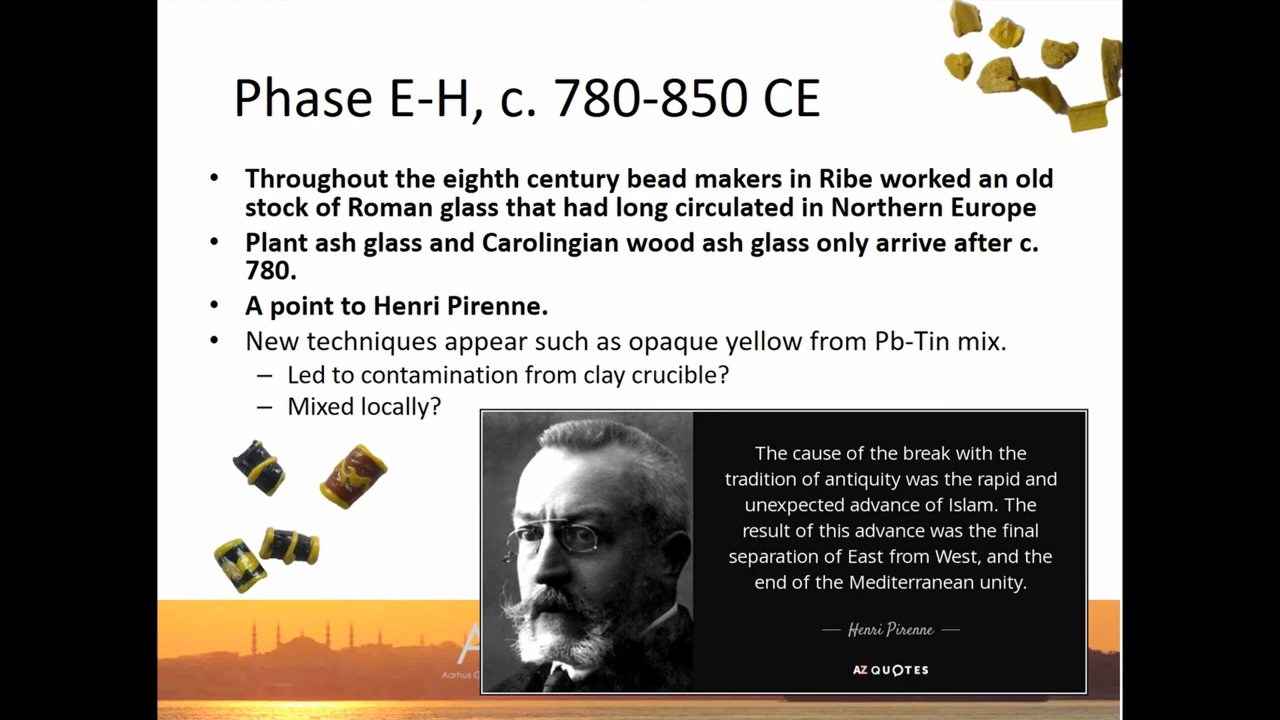 Phase E-H, c. 780-850 CE
• Throughout the eighth century bead makers in Ribe worked an old
stock of Roman glass that had long circulated in Northern Europe
• Plant ash glass and Carolingian wood ash glass only arrive after c.
780.
• A point to Henri Pirenne.
• New techniques appear such as opaque yellow from Pb-Tin mix.
– Led to contamination from clay crucible?
– Mixed locally?
The cause of the break with the
tradition of antiquity was the rapid and
unexpected advance of Islam. The
result of this advance was the final
separation of East from West, and the
end of the Mediterranean unity.
— Henri Pirenne —
AZ QUOTES
Aarhus